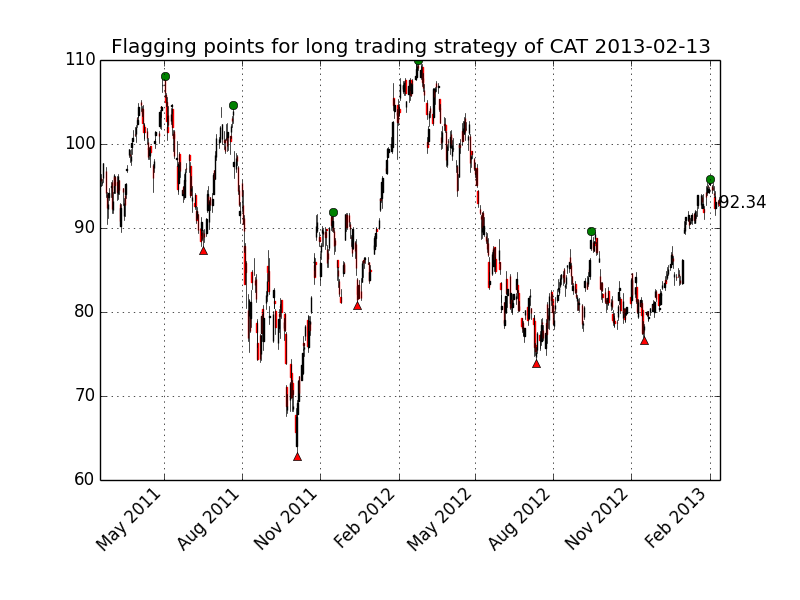 Flagging points for long trading strategy of CAT 2013-02-13
110
100
90
80
70
60
92.34
May 2011
Aug 2011
Nov 2011
Feb 2012
May 2012
Aug 2012
Nov 2012
Feb 2013